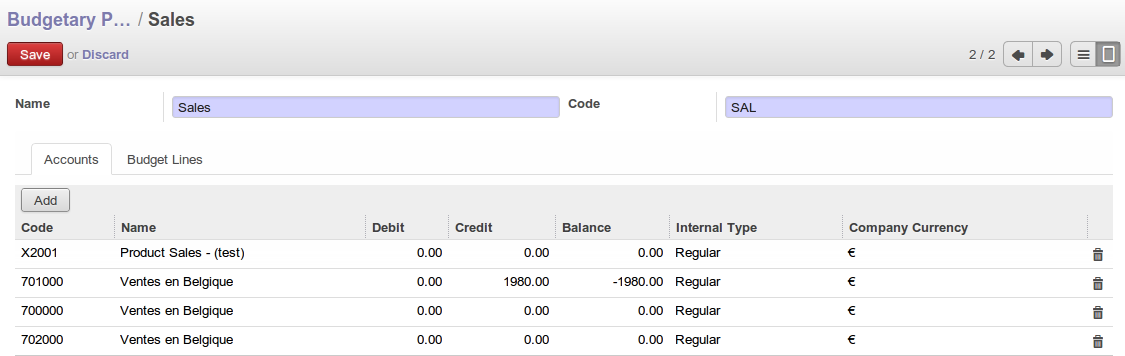 Budgetary P... / Sales
Save or Discard 2 / 2
Name Sales Code SAL
Accounts Budget Lines
Add
Code Name Debit Credit Balance Internal Type Company Currency
X2001 Product Sales - (test) 0.00 0.00 0.00 Regular €
701000 Ventes en Belgique 0.00 1980.00 -1980.00 Regular €
700000 Ventes en Belgique 0.00 0.00 0.00 Regular €
702000 Ventes en Belgique 0.00 0.00 0.00 Regular €